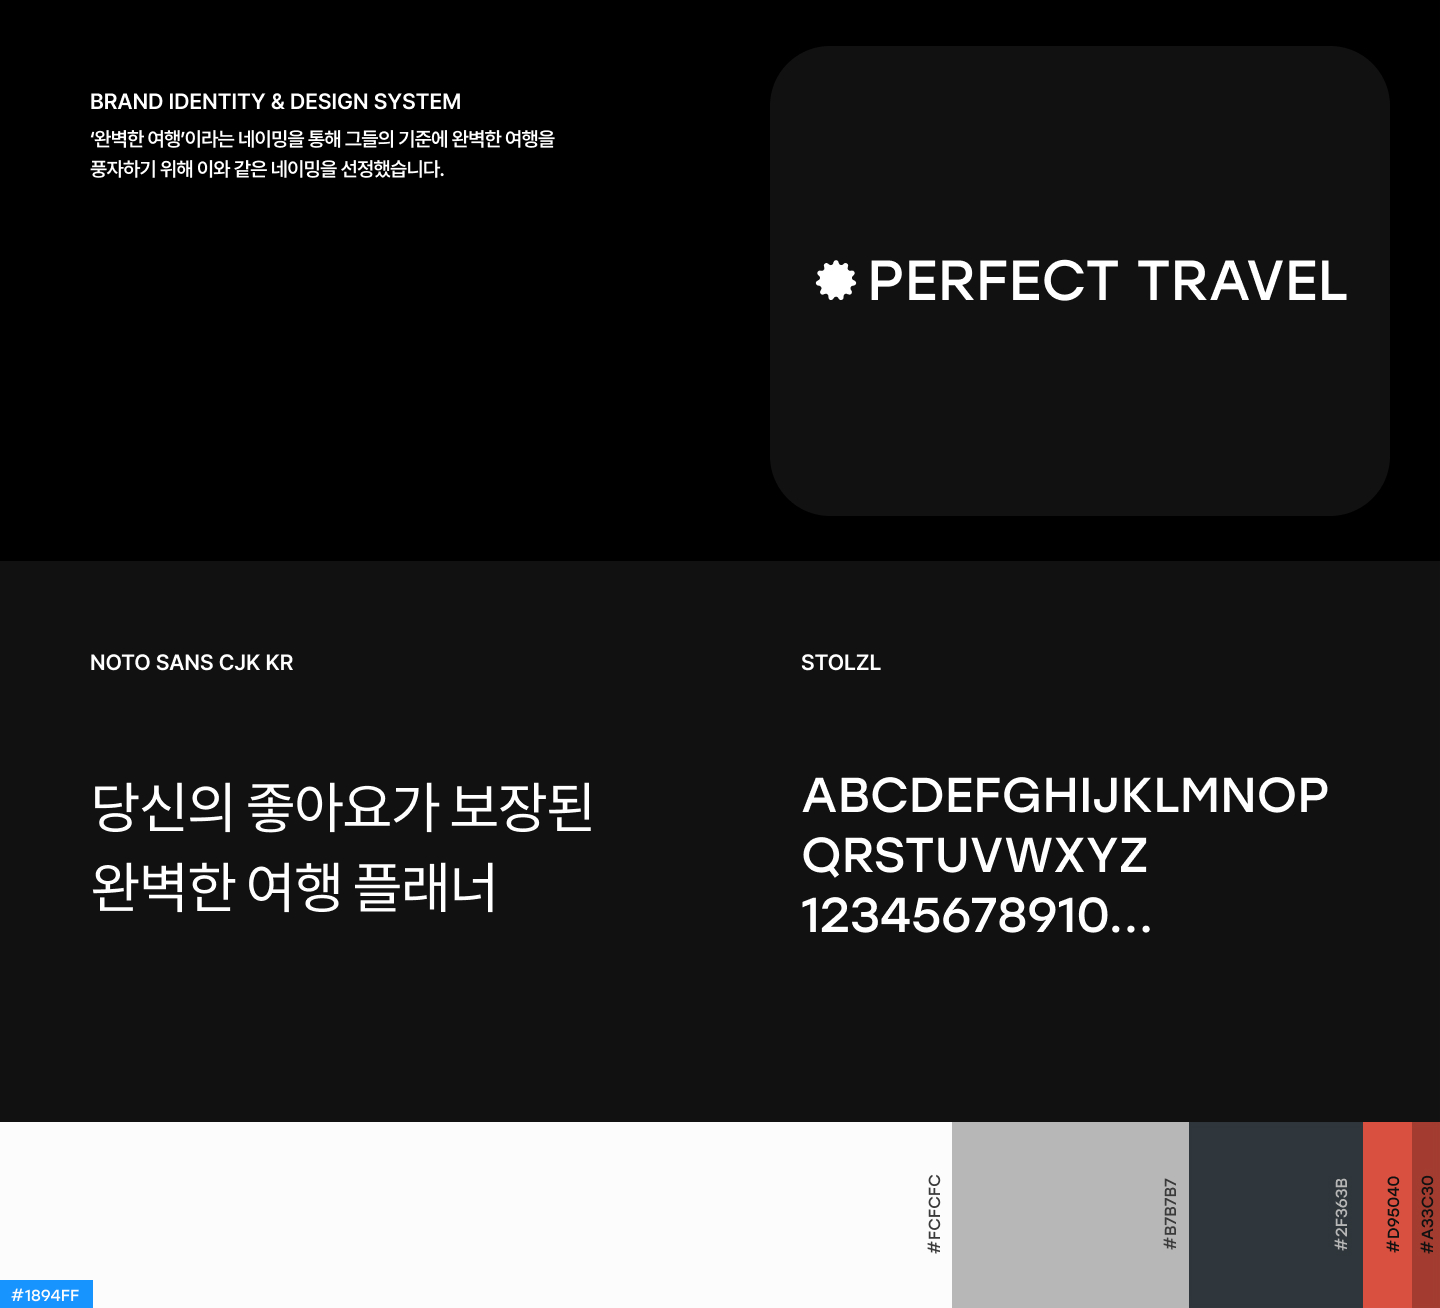 BRAND IDENTITY & DESIGN SYSTEM
‘완벽한 여행’이라는 네이밍을 통해 그들의 기준에 완벽한 여행을
풍자하기 위해 이와 같은 네이밍을 선정했습니다.
PERFECT TRAVEL
NOTO SANS CJK KR
당신의 좋아요가 보장된
완벽한 여행 플래너
STOLZL
ABCDEFGHIJKLMNOP
QRSTUVWXYZ
12345678910...
#FCFCFC
#B7B7B7
#2F363B
#D95040
#A33C30
#1894FF